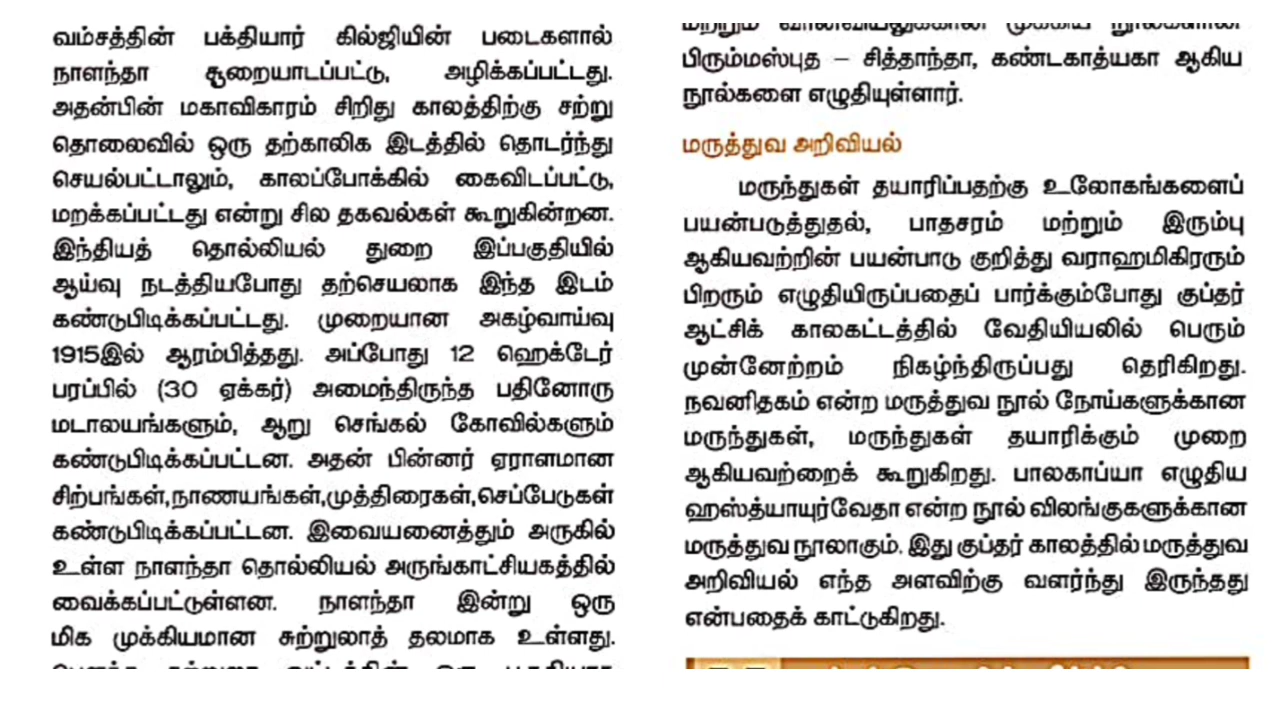 வம்சத்தின் பக்தியார் கில்ஜியின் படைகளால்
நாளந்தா சூறையாடப்பட்டு, அழிக்கப்பட்டது.
அதன்பின் மகாவிகாரம் சிறிது காலத்திற்கு சற்று
தொலைவில் ஒரு தற்காலிக இடத்தில் தொடர்ந்து
செயல்பட்டாலும், காலப்போக்கில் கைவிடப்பட்டு,
மறக்கப்பட்டது என்று சில தகவல்கள் கூறுகின்றன.
இந்தியத் தொல்லியல் துறை இப்பகுதியில்
ஆய்வு நடத்தியபோது தற்செயலாக இந்த இடம்
கண்டுபிடிக்கப்பட்டது. முறையான அகழ்வாய்வு
1915இல் ஆரம்பித்தது. அப்போது 12 ஹெக்டேர்
பரப்பில் (30 ஏக்கர்) அமைந்திருந்த பதினோரு
மடாலயங்களும், ஆறு செங்கல் கோவில்களும்
கண்டுபிடிக்கப்பட்டன. அதன் பின்னர் ஏராளமான
சிற்பங்கள்,நாணயங்கள்,முத்திரைகள்,செப்பேடுகள்
கண்டுபிடிக்கப்பட்டன. இவையனைத்தும் அருகில்
உள்ள நாளந்தா தொல்லியல் அருங்காட்சியகத்தில்
வைக்கப்பட்டுள்ளன. நாளந்தா இன்று ஒரு
மிக முக்கியமான சுற்றுலாத் தலமாக உள்ளது.
மற்றும் வானவியலுக்கான முக்கிய நூல்களான
பிரும்மஸ்புத – சித்தாந்தா, கண்டகாத்யகா ஆகிய
நூல்களை எழுதியுள்ளார்.
மருத்துவ அறிவியல்
மருந்துகள் தயாரிப்பதற்கு உலோகங்களைப்
பயன்படுத்துதல், பாதசரம் மற்றும் இரும்பு
ஆகியவற்றின் பயன்பாடு குறித்து வராஹமிகிரரும்
பிறரும் எழுதியிருப்பதைப் பார்க்கும்போது குப்தர்
ஆட்சிக் காலகட்டத்தில் வேதியியலில் பெரும்
முன்னேற்றம் நிகழ்ந்திருப்பது தெரிகிறது.
நவனிதகம் என்ற மருத்துவ நூல் நோய்களுக்கான
மருந்துகள், மருந்துகள் தயாரிக்கும் முறை
ஆகியவற்றைக் கூறுகிறது. பாலகாப்யா எழுதிய
ஹஸ்த்யாயுர்வேதா என்ற நூல் விலங்குகளுக்கான
மருத்துவ நூலாகும். இது குப்தர் காலத்தில் மருத்துவ
அறிவியல் எந்த அளவிற்கு வளர்ந்து இருந்தது
என்பதைக் காட்டுகிறது.